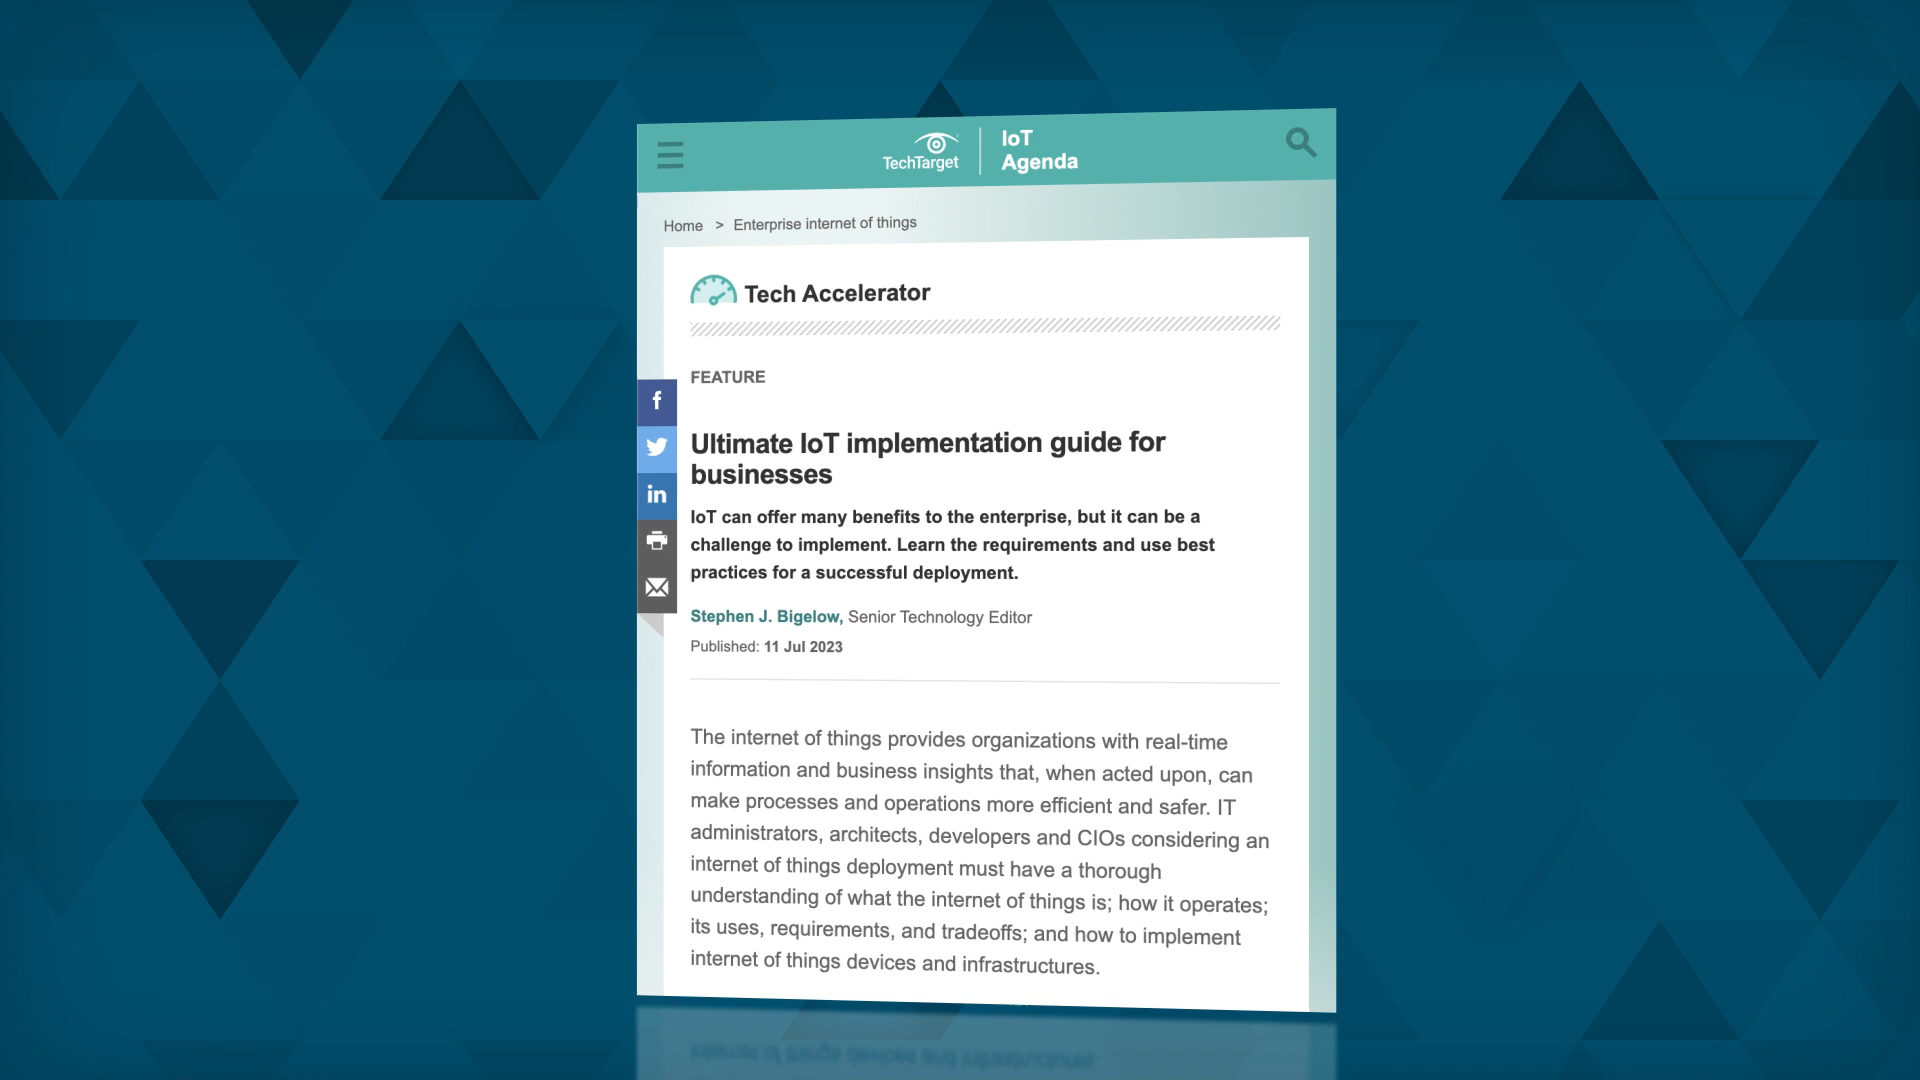 TechTarget
IoT
Agenda
Home > Enterprise internet of things
Tech Accelerator
FEATURE
Ultimate IoT implementation guide for
businesses
IoT can offer many benefits to the enterprise, but it can be a
challenge to implement. Learn the requirements and use best
practices for a successful deployment.
Stephen J. Bigelow, Senior Technology Editor
Published: 11 Jul 2023
The internet of things provides organizations with real-time
information and business insights that, when acted upon, can
make processes and operations more efficient and safer. IT
administrators, architects, developers and CIOs considering an
internet of things deployment must have a thorough
understanding of what the internet of things is; how it operates;
its uses, requirements, and tradeoffs; and how to implement
internet of things devices and infrastructures.